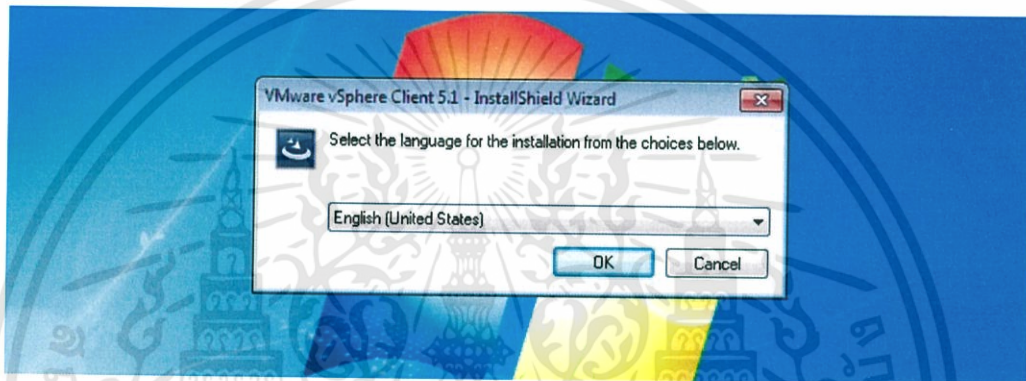 VMware vSphere Client 5.1 - InstallShield Wizard
Select the language for the installation from the choices below.
English (United States)
OK
Cancel